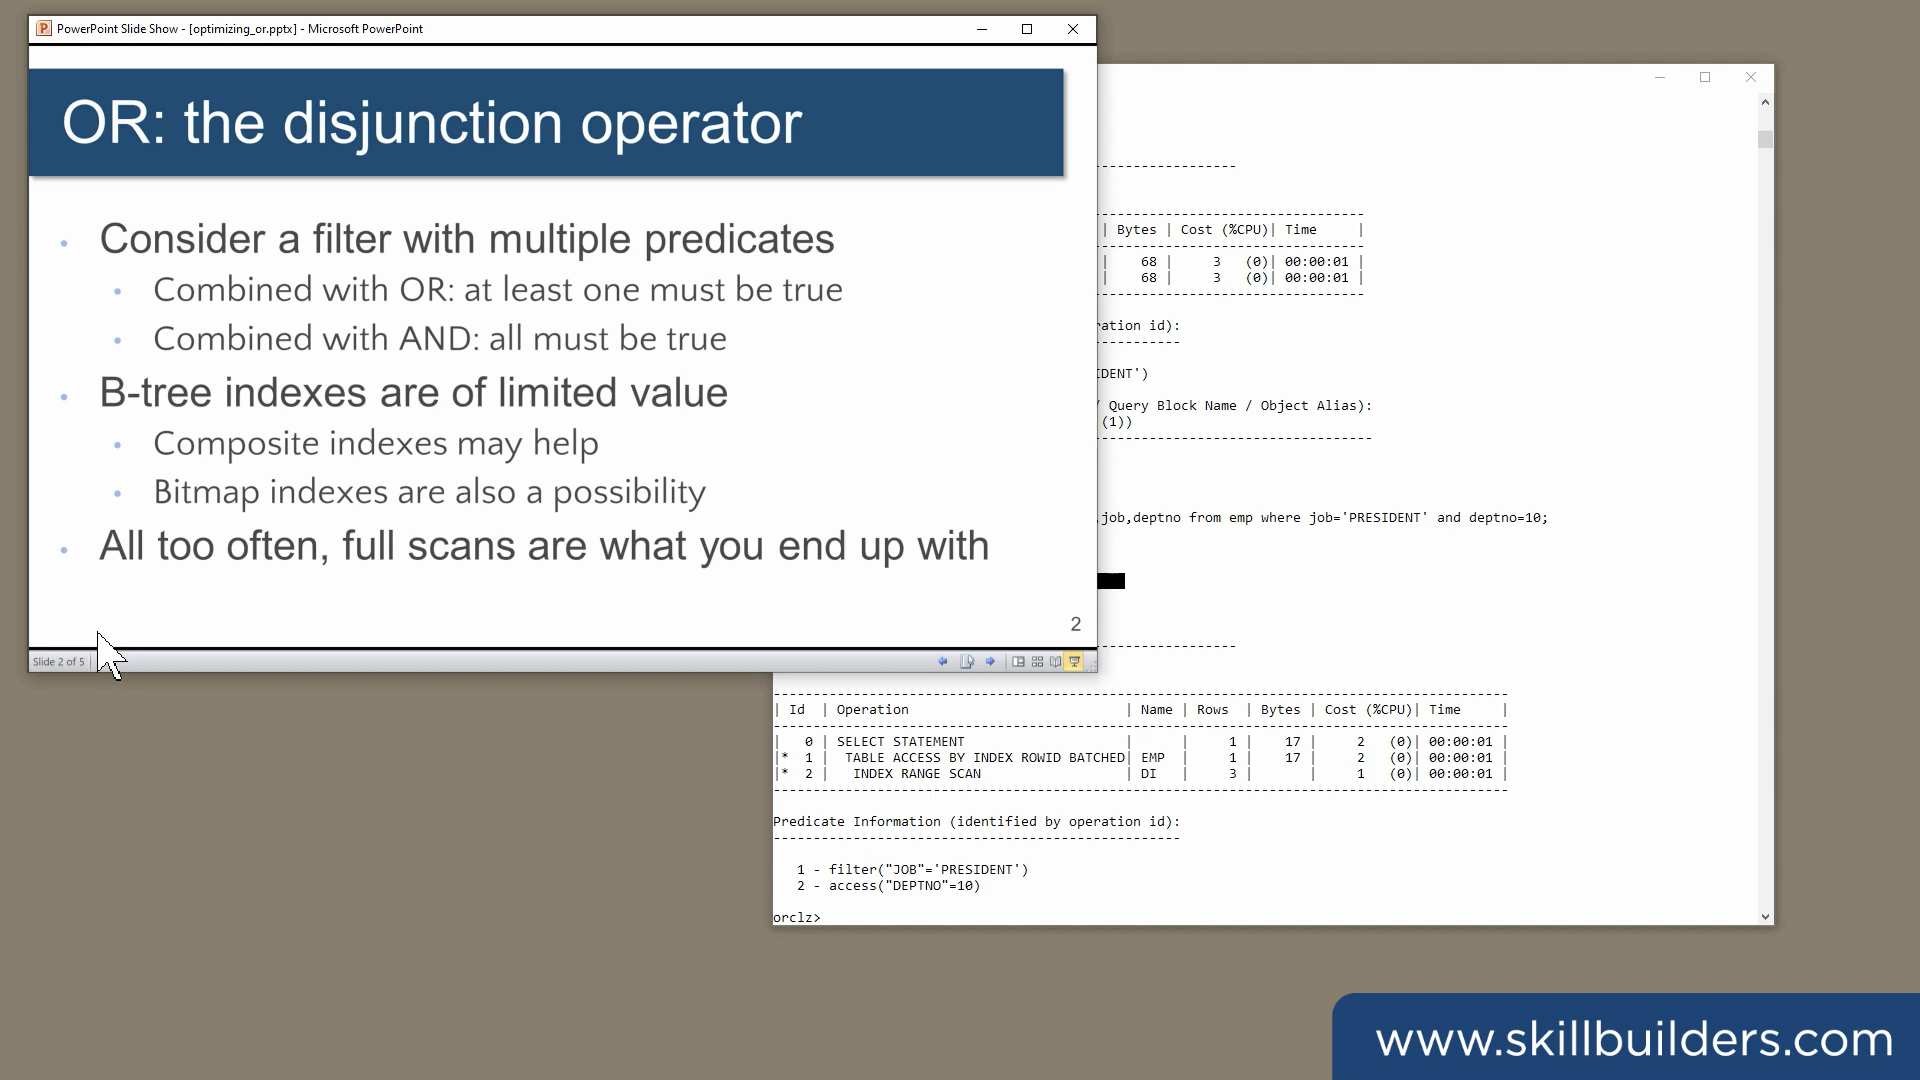 PowerPoint Slide Show - [optimizing_or.pptx] - Microsoft PowerPoint
OR: the disjunction operator
• Consider a filter with multiple predicates
• Combined with OR: at least one must be true
• Combined with AND: all must be true
• B-tree indexes are of limited value
• Composite indexes may help
• Bitmap indexes are also a possibility
• All too often, full scans are what you end up with
2
Slide 2 of 5
----------------
---------------------------------
| Bytes | Cost (%CPU)| Time     |
---------------------------------
|    68 |     3   (0)| 00:00:01 |
|    68 |     3   (0)| 00:00:01 |
---------------------------------
ation id):
----------
DENT')
/ Query Block Name / Object Alias):
(1))
-----------------------------------
,job,deptno from emp where job='PRESIDENT' and deptno=10;
----------------
--------------------------------------------------------------------------------------------
| Id  | Operation                           | Name | Rows  | Bytes | Cost (%CPU)| Time     |
--------------------------------------------------------------------------------------------
|   0 | SELECT STATEMENT                    |      |     1 |    17 |     2   (0)| 00:00:01 |
|*  1 |  TABLE ACCESS BY INDEX ROWID BATCHED| EMP  |     1 |    17 |     2   (0)| 00:00:01 |
|*  2 |   INDEX RANGE SCAN                  | DI   |     3 |       |     1   (0)| 00:00:01 |
--------------------------------------------------------------------------------------------
Predicate Information (identified by operation id):
---------------------------------------------------
1 - filter("JOB"='PRESIDENT')
2 - access("DEPTNO"=10)
orclz>
www.skillbuilders.com